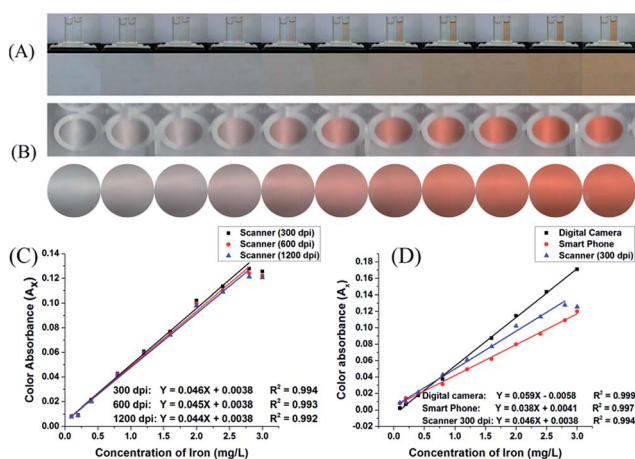 (A)
(B)
(C)
Scanner (300 dpi)
Scanner (600 dpi)
Scanner (1200 dpi)
Color Absorbance (Aₓ)
0.14
0.12
0.10
0.08
0.06
0.04
0.02
0.00
300 dpi: Y = 0.046X + 0.0038 R² = 0.994
600 dpi: Y = 0.045X + 0.0038 R² = 0.993
1200 dpi: Y = 0.044X + 0.0038 R² = 0.992
0.0 0.5 1.0 1.5 2.0 2.5 3.0
Concentration of Iron (mg/L)
(D)
Digital Camera
Smart Phone
Scanner (300 dpi)
Color Absorbance (Aₓ)
0.20
0.18
0.16
0.14
0.12
0.10
0.08
0.06
0.04
0.02
0.00
-0.02
Digital camera: Y = 0.059X - 0.0058 R² = 0.999
Smart Phone: Y = 0.038X + 0.0041 R² = 0.997
Scanner 300 dpi: Y = 0.046X + 0.0038 R² = 0.994
0.0 0.5 1.0 1.5 2.0 2.5 3.0
Concentration of Iron (mg/L)